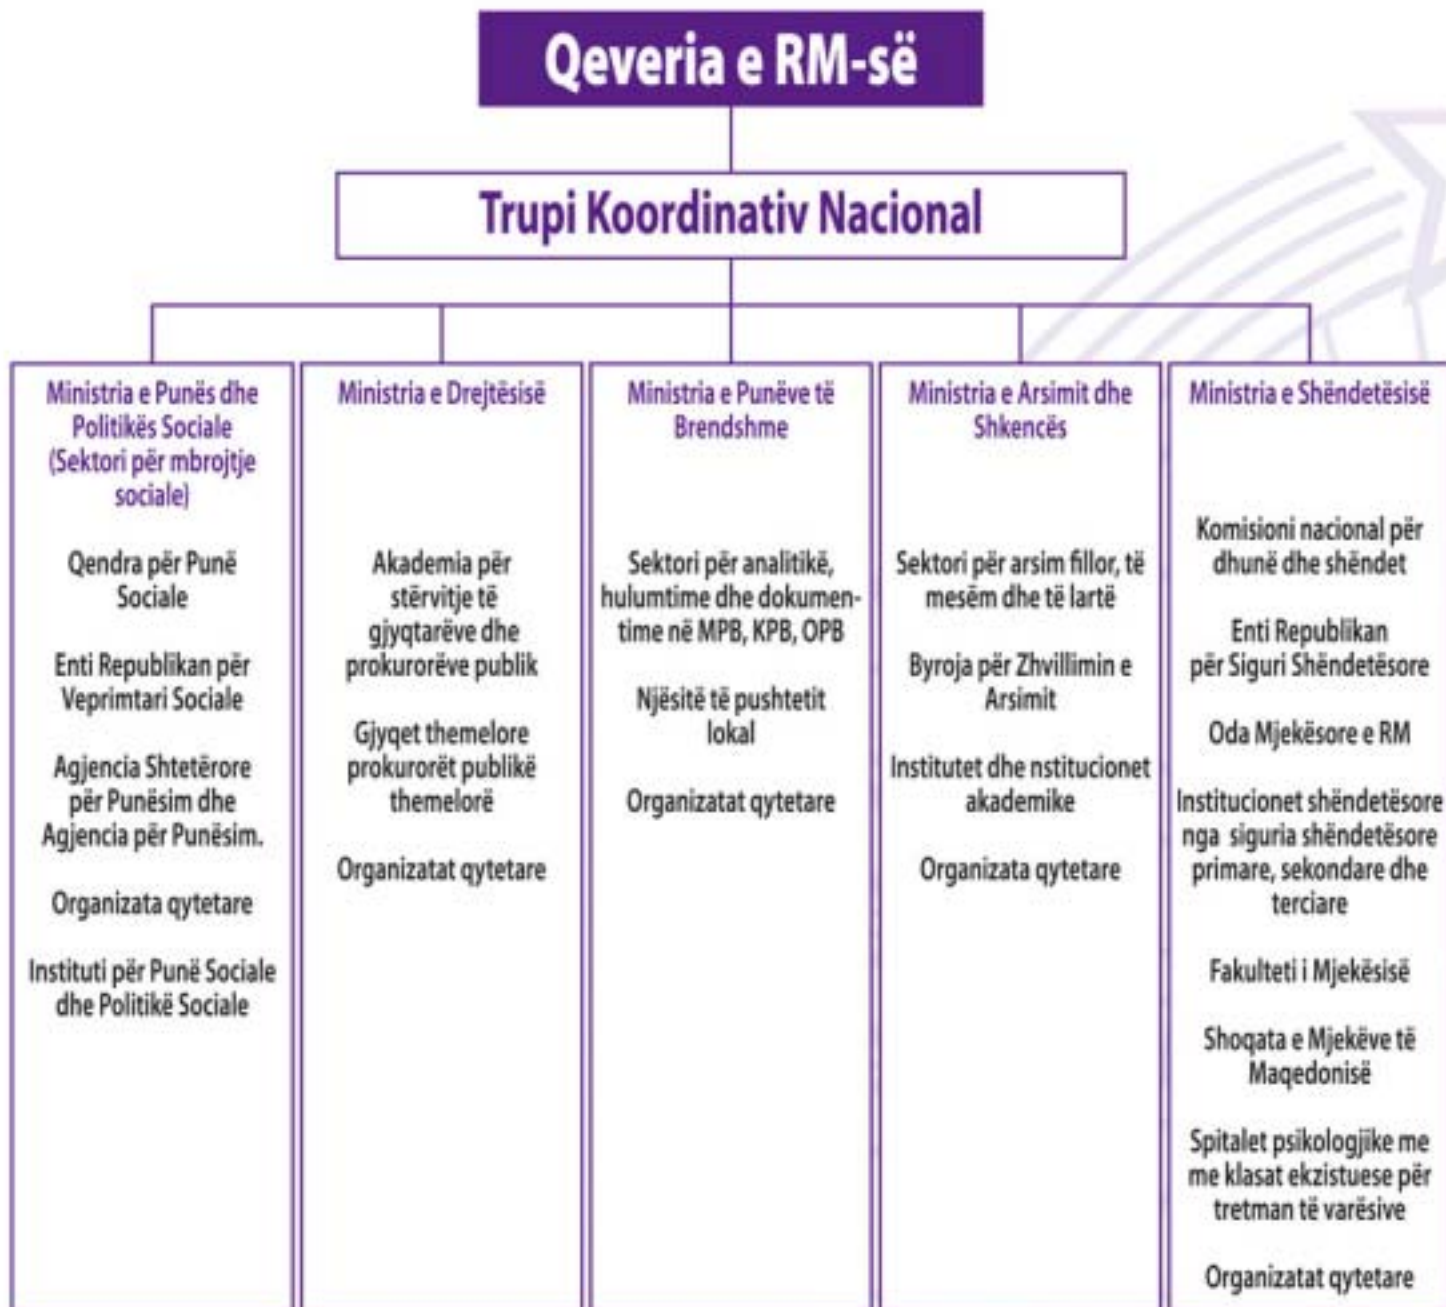 Qeveria e RM-së
Trupi Koordinativ Nacional
Ministria e Punës dhe
Politikës Sociale
(Sektori për mbrojtje
sociale)
Qendra për Punë
Sociale
Enti Republikan për
Veprimtari Sociale
Agjencia Shtetërore
për Punësim dhe
Agjencia për Punësim.
Organizata qytetare
Instituti për Punë Sociale
dhe Politikë Sociale
Ministria e Drejtësisë
Akademia për
stërvitje të
gjyqtarëve dhe
prokurorëve publik
Gjyqet themelore
prokurorët publikë
themelorë
Organizatat qytetare
Ministria e Punëve të
Brendshme
Sektori për analitikë,
hulumtime dhe dokumen-
time në MPB, KPB, OPB
Njësitë të pushtetit
lokal
Organizatat qytetare
Ministria e Arsimit dhe
Shkencës
Sektori për arsim fillor, të
mesëm dhe të lartë
Byroja për Zhvillimin e
Arsimit
Institutet dhe nstitucionet
akademike
Organizata qytetare
Ministria e Shëndetësisë
Komisioni nacional për
dhunë dhe shëndet
Enti Republikan
për Siguri Shëndetësore
Oda Mjekësore e RM
Institucionet shëndetësore
nga siguria shëndetësore
primare, sekondare dhe
terciare
Fakulteti i Mjekësisë
Shoqata e Mjekëve të
Maqedonisë
Spitalet psikologjike me
me klasat ekzistuese për
tretman të varësive
Organizatat qytetare